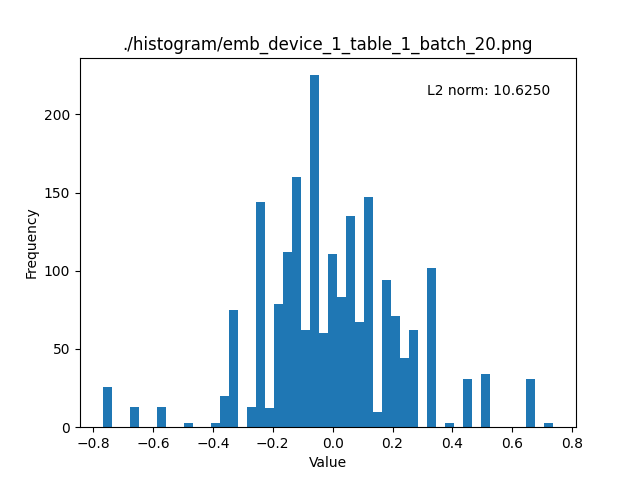 ./histogram/emb_device_1_table_1_batch_20.png
L2 norm: 10.6250
Frequency
200
150
100
50
0
−0.8 −0.6 −0.4 −0.2 0.0 0.2 0.4 0.6 0.8
Value